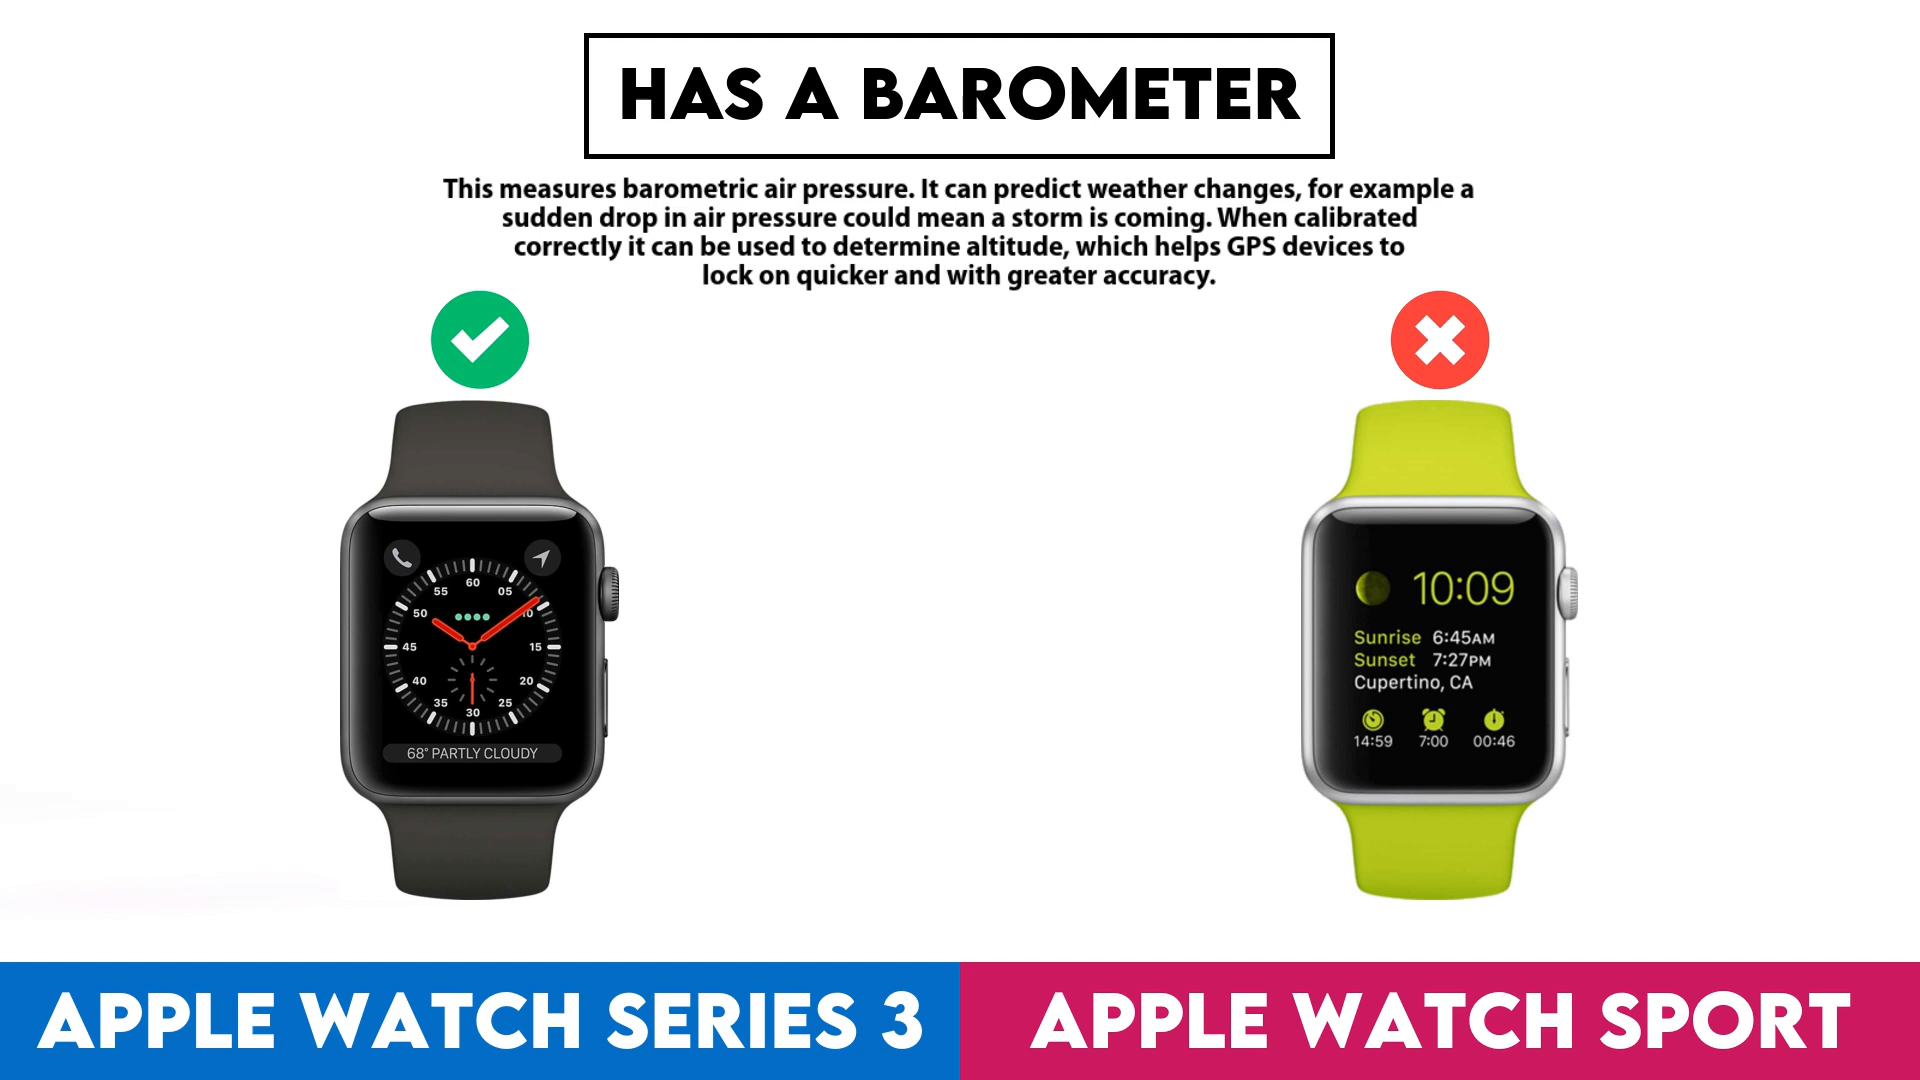 HAS A BAROMETER
This measures barometric air pressure. It can predict weather changes, for example a
sudden drop in air pressure could mean a storm is coming. When calibrated
correctly it can be used to determine altitude, which helps GPS devices to
lock on quicker and with greater accuracy.
60
55 05
50 10
45 15
40 20
35 25
30
68° PARTLY CLOUDY
10:09
Sunrise 6:45AM
Sunset 7:27PM
Cupertino, CA
14:59 7:00 00:46
APPLE WATCH SERIES 3
APPLE WATCH SPORT